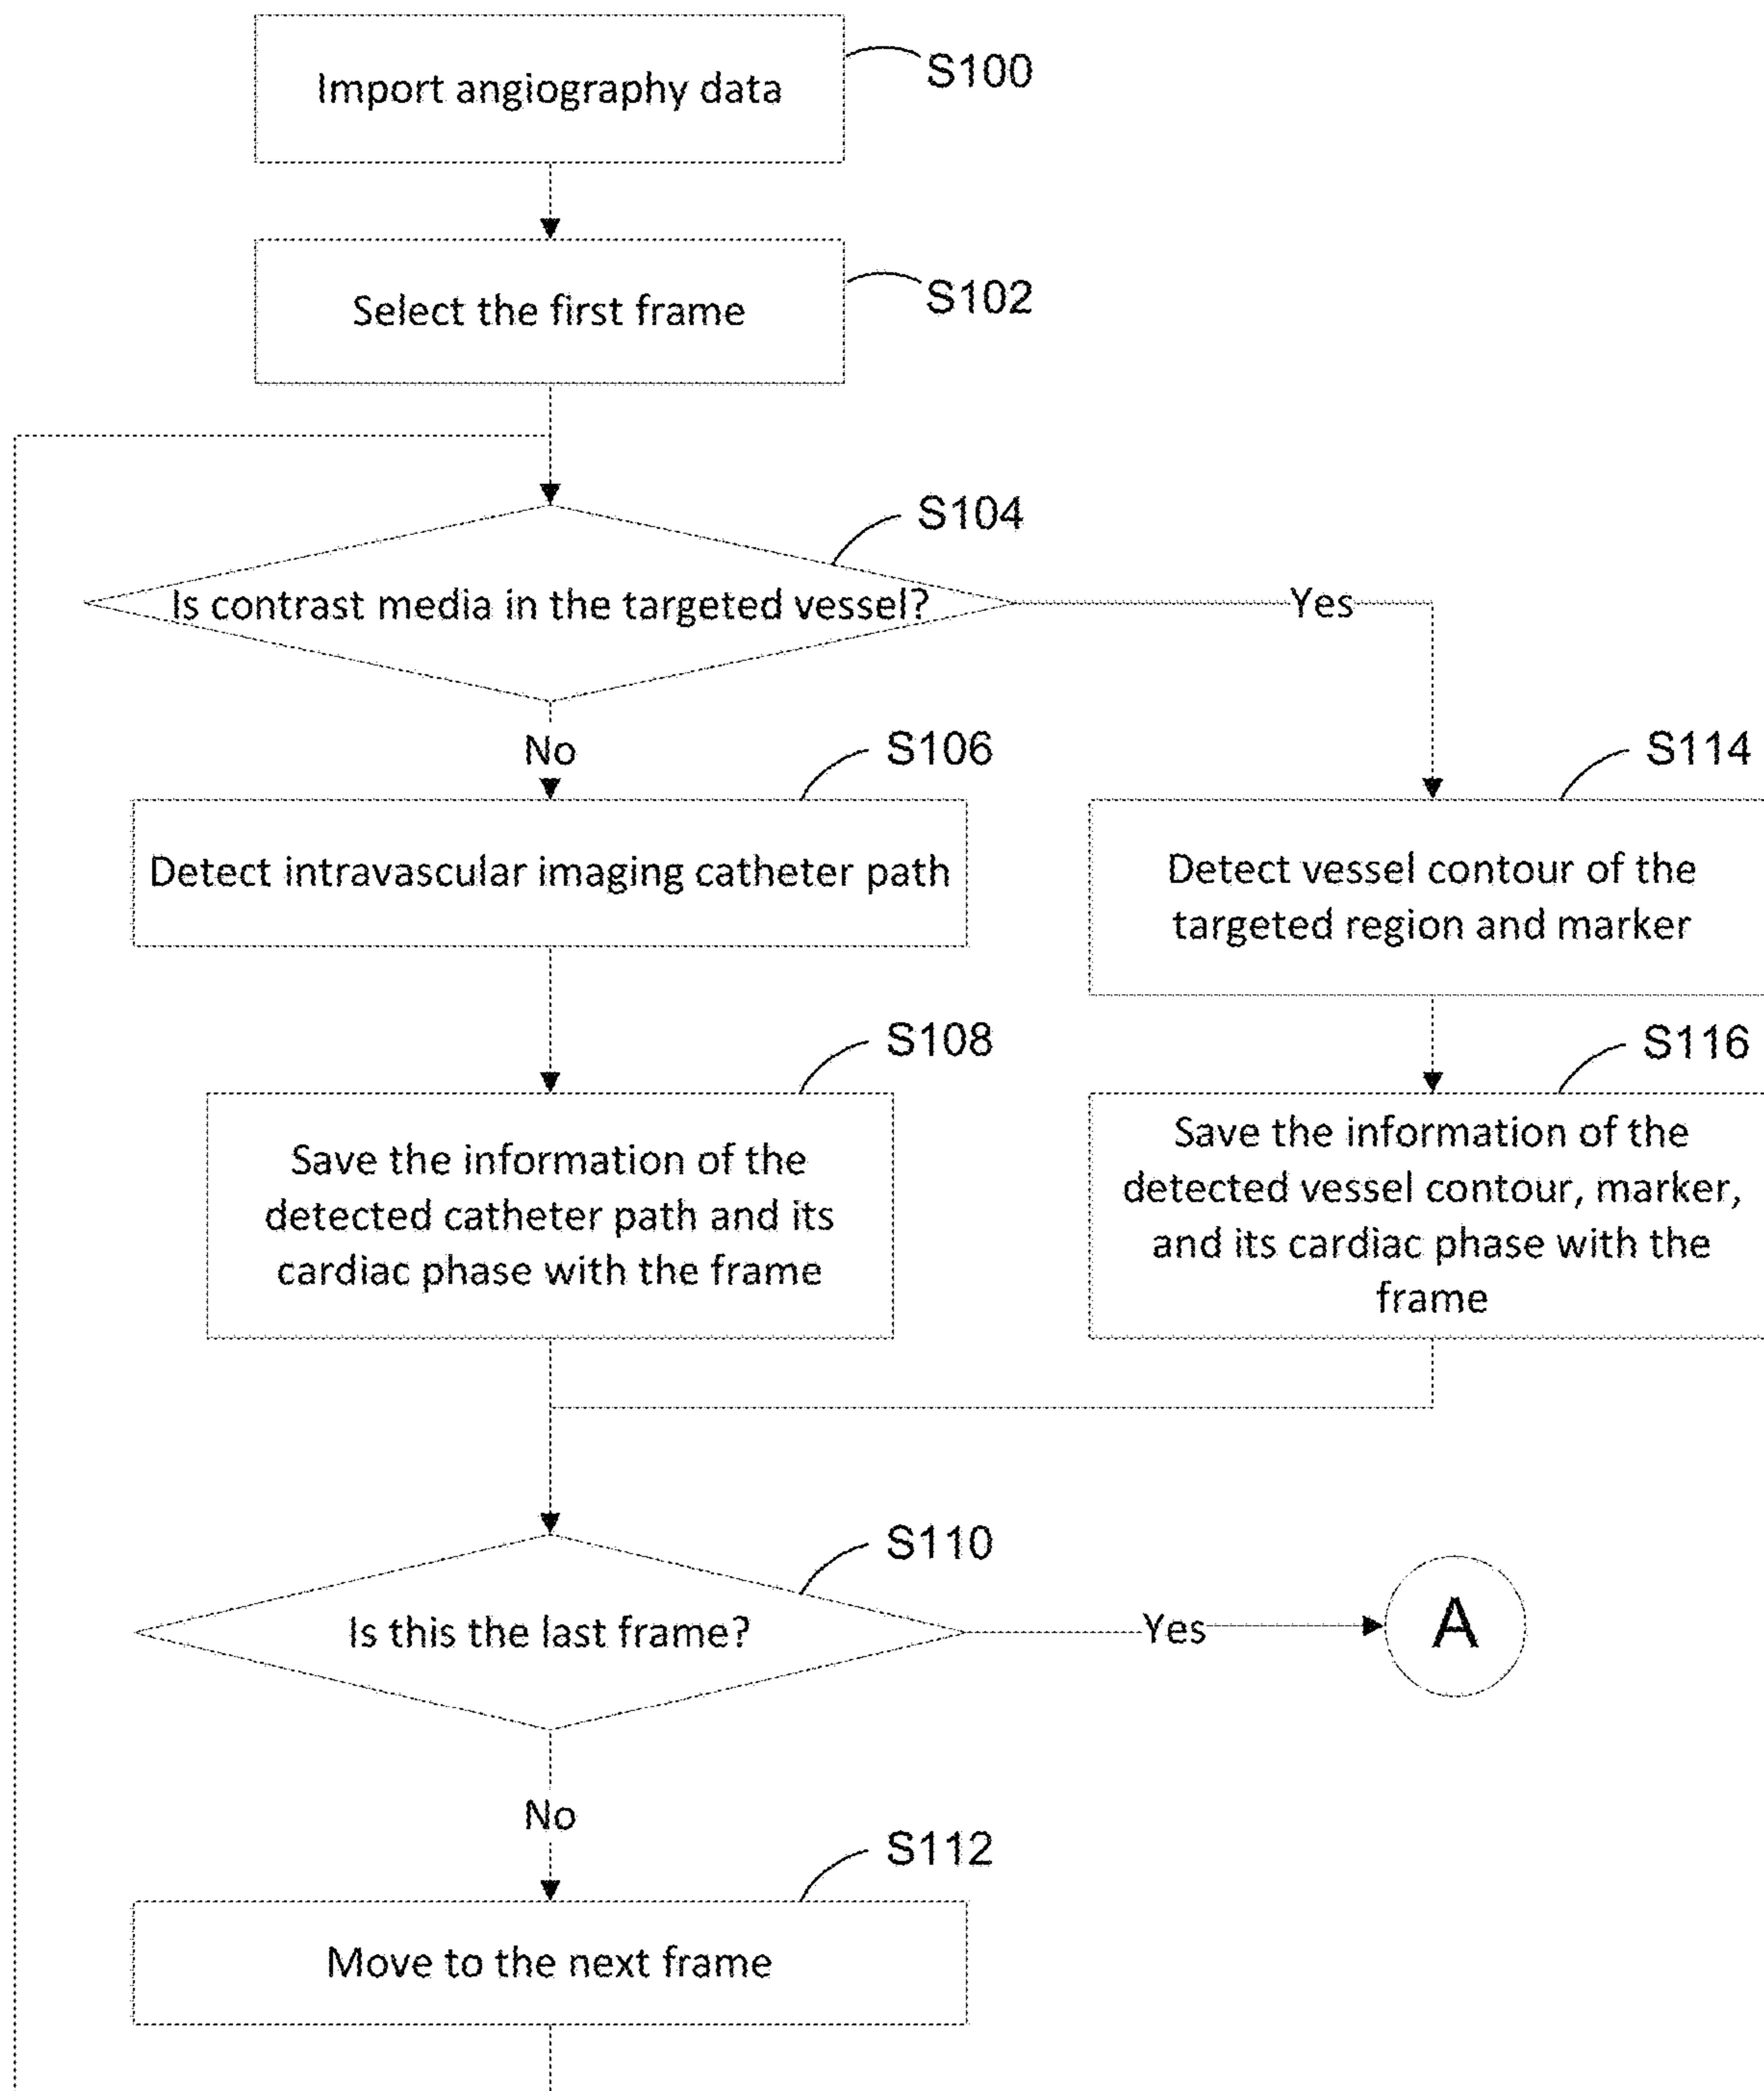 Import angiography data
S100
Select the first frame
S102
S104
Is contrast media in the targeted vessel?
Yes
No
S106
S114
Detect intravascular imaging catheter path
Detect vessel contour of the
targeted region and marker
S108
S116
Save the information of the
detected catheter path and its
cardiac phase with the frame
Save the information of the
detected vessel contour, marker,
and its cardiac phase with the
frame
S110
Is this the last frame?
Yes
A
No
S112
Move to the next frame